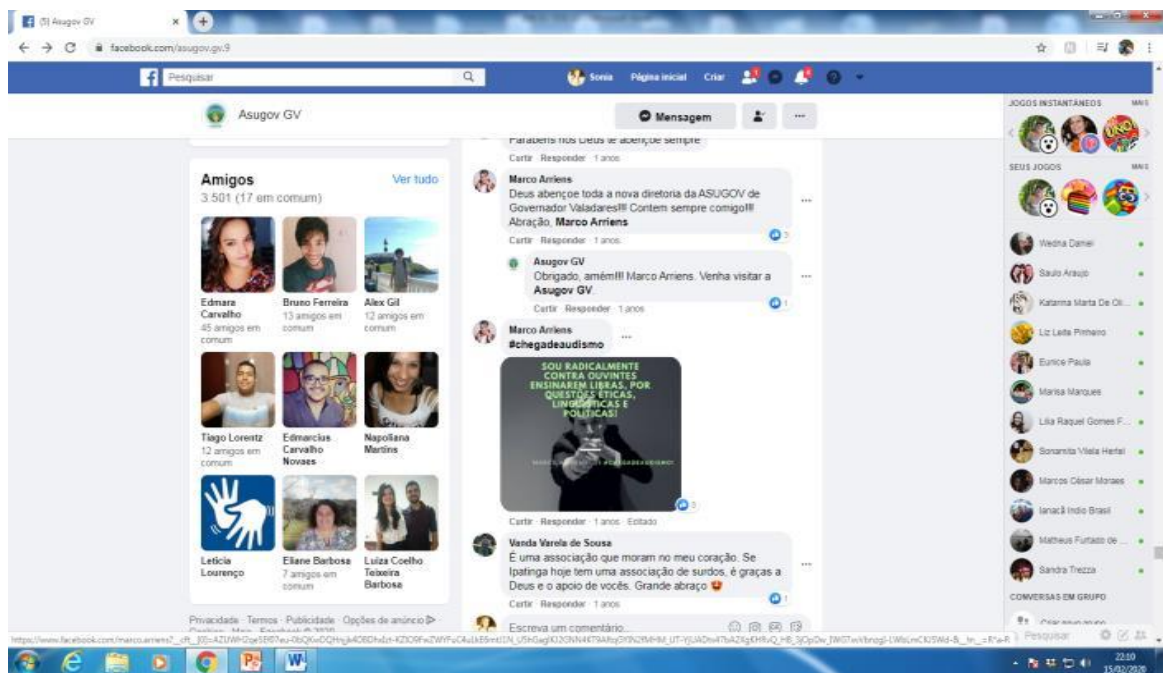 (5) Asugov GV
facebook.com/asugov.gv.9
Pesquisar
Sonia Página inicial Criar
Asugov GV
Mensagem
Amigos
Ver tudo
3.501 (17 em comum)
Edmara
Carvalho
45 amigos em
comum
Bruno Ferreira
13 amigos em
comum
Alex Gil
12 amigos em
comum
Tiago Lorentz
12 amigos em
comum
Edmarcius
Carvalho
Novaes
Napoliana
Martins
Leticia
Lourenço
Eliane Barbosa
7 amigos em
comum
Luiza Coelho
Teixeira
Barbosa
Privacidade · Termos · Publicidade · Opções de anúncio
Parabéns nos Deus te abençoe sempre
Curtir · Responder · 1 anos
Marco Arriens
Deus abençoe toda a nova diretoria da ASUGOV de
Governador Valadares!!! Contem sempre comigo!!!
Abração, Marco Arriens
3
Curtir · Responder · 1 anos
Asugov GV
Obrigado, amém!!! Marco Arriens. Venha visitar a
Asugov GV.
1
Curtir · Responder · 1 anos
Marco Arriens
#chegadeaudismo
SOU RADICALMENTE
CONTRA OUVINTES
ENSINAREM LIBRAS, POR
QUESTÕES ÉTICAS,
LINGUÍSTICAS E
POLÍTICAS!
#CHEGADEAUDISMO!
3
Curtir · Responder · 1 anos · Editado
Vanda Varela de Sousa
É uma associação que moram no meu coração. Se
Ipatinga hoje tem uma associação de surdos, é graças a
Deus e o apoio de vocês. Grande abraço
1
Curtir · Responder · 1 anos
Escreva um comentário...
JOGOS INSTANTÂNEOS
MAIS
SEUS JOGOS
MAIS
Wedna Daniel
Saulo Araujo
Katarina Marta De Oli...
Liz Leite Pinheiro
Eunice Paula
Marisa Marques
Lilia Raquel Gomes F...
Sonamita Vilela Hertel
Marcos César Moraes
Ianacã Indio Brasil
Matheus Furtado de ...
Sandra Trezza
CONVERSAS EM GRUPO
Criar novo grupo
Pesquisar
22:10
15/02/2020